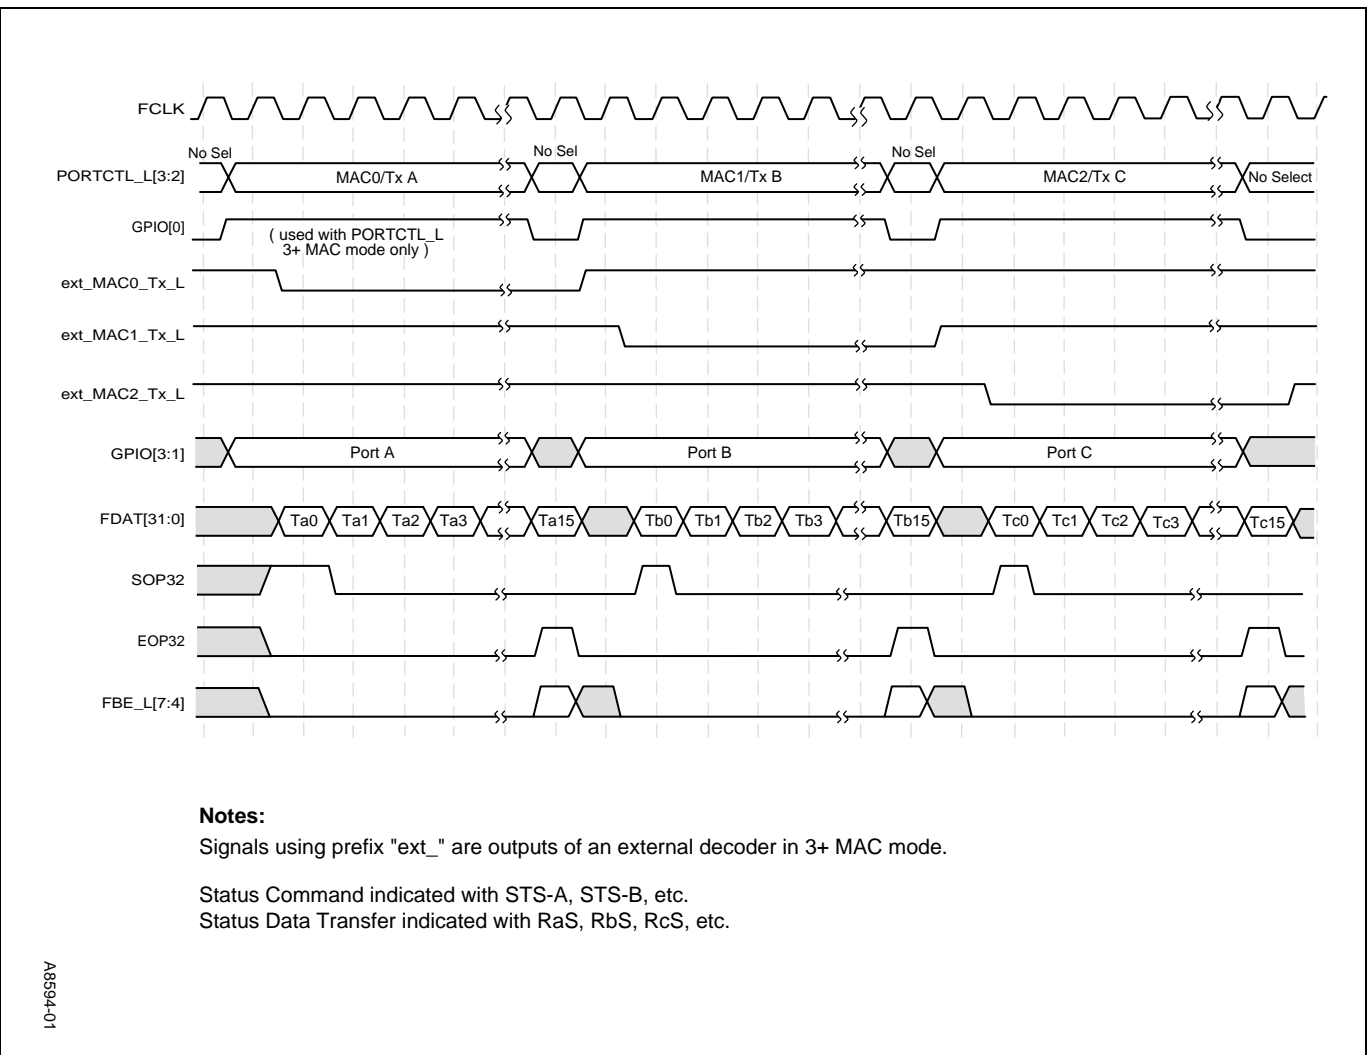 FCLK
No Sel
No Sel
No Sel
PORTCTL_L[3:2]
MAC0/Tx A
MAC1/Tx B
MAC2/Tx C
No Select
GPIO[0]
( used with PORTCTL_L
3+ MAC mode only )
ext_MAC0_Tx_L
ext_MAC1_Tx_L
ext_MAC2_Tx_L
GPIO[3:1]
Port A
Port B
Port C
FDAT[31:0]
Ta0
Ta1
Ta2
Ta3
Ta15
Tb0
Tb1
Tb2
Tb3
Tb15
Tc0
Tc1
Tc2
Tc3
Tc15
SOP32
EOP32
FBE_L[7:4]
Notes:
Signals using prefix "ext_" are outputs of an external decoder in 3+ MAC mode.
Status Command indicated with STS-A, STS-B, etc.
Status Data Transfer indicated with RaS, RbS, RcS, etc.
A8594-01